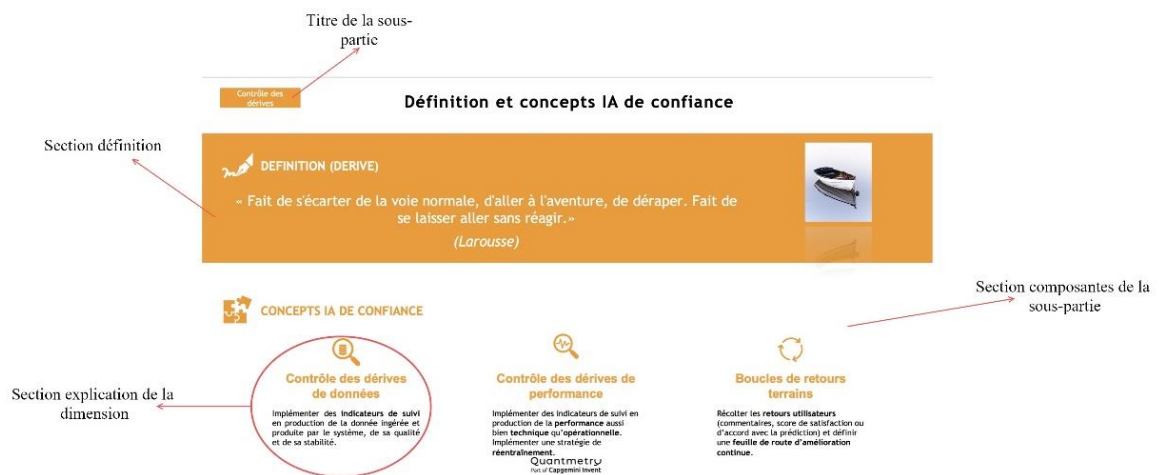 Titre de la sous-
partie
Contrôle des
dérives
Définition et concepts IA de confiance
Section définition
DEFINITION (DERIVE)
« Fait de s'écarter de la voie normale, d'aller à l'aventure, de déraper. Fait de
se laisser aller sans réagir.»
(Larousse)
Section composantes de la
sous-partie
CONCEPTS IA DE CONFIANCE
Section explication de la
dimension
Contrôle des dérives
de données
Implémenter des indicateurs de suivi
en production de la donnée ingérée et
produite par le système, de sa qualité
et de sa stabilité.
Contrôle des dérives de
performance
Implémenter des indicateurs de suivi en
production de la performance aussi
bien technique qu'opérationnelle.
Implémenter une stratégie de
réentraînement.
Boucles de retours
terrains
Récolter les retours utilisateurs
(commentaires, score de satisfaction ou
d'accord avec la prédiction) et définir
une feuille de route d'amélioration
continue.
Quantmetry
Part of Capgemini Invent